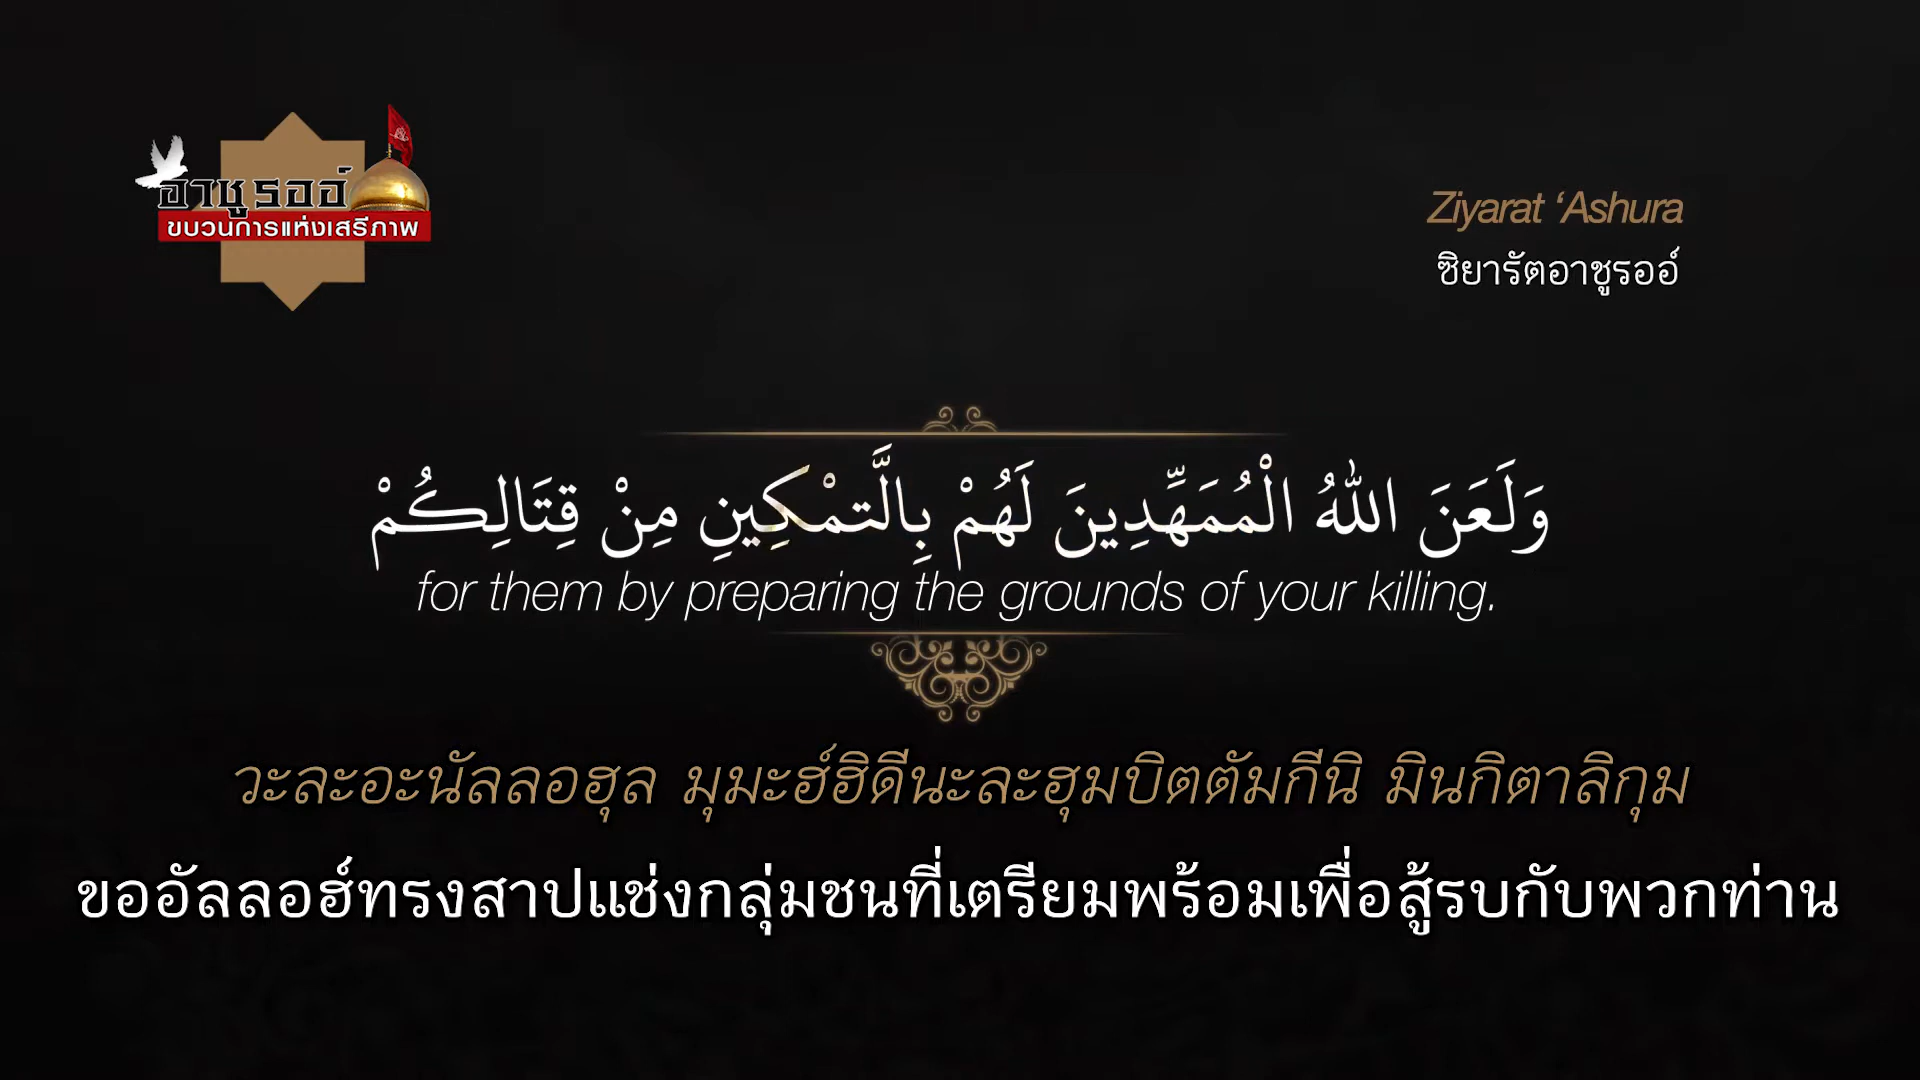 อาชูรออ์
ขบวนการแห่งเสรีภาพ
Ziyarat ‘Ashura
ซิยารัตอาชูรออ์
وَلَعَنَ اللهُ الْمُمَهِّدِينَ لَهُمْ بِالَّتمْكِينِ مِنْ قِتَالِكُمْ
for them by preparing the grounds of your killing.
วะละอะนัลลอฮุล มุมะฮ์ฮิดีนะละฮุมบิตตัมกีนิ มินกิตาลิกุม
ขออัลลอฮ์ทรงสาปแช่งกลุ่มชนที่เตรียมพร้อมเพื่อสู้รบกับพวกท่าน